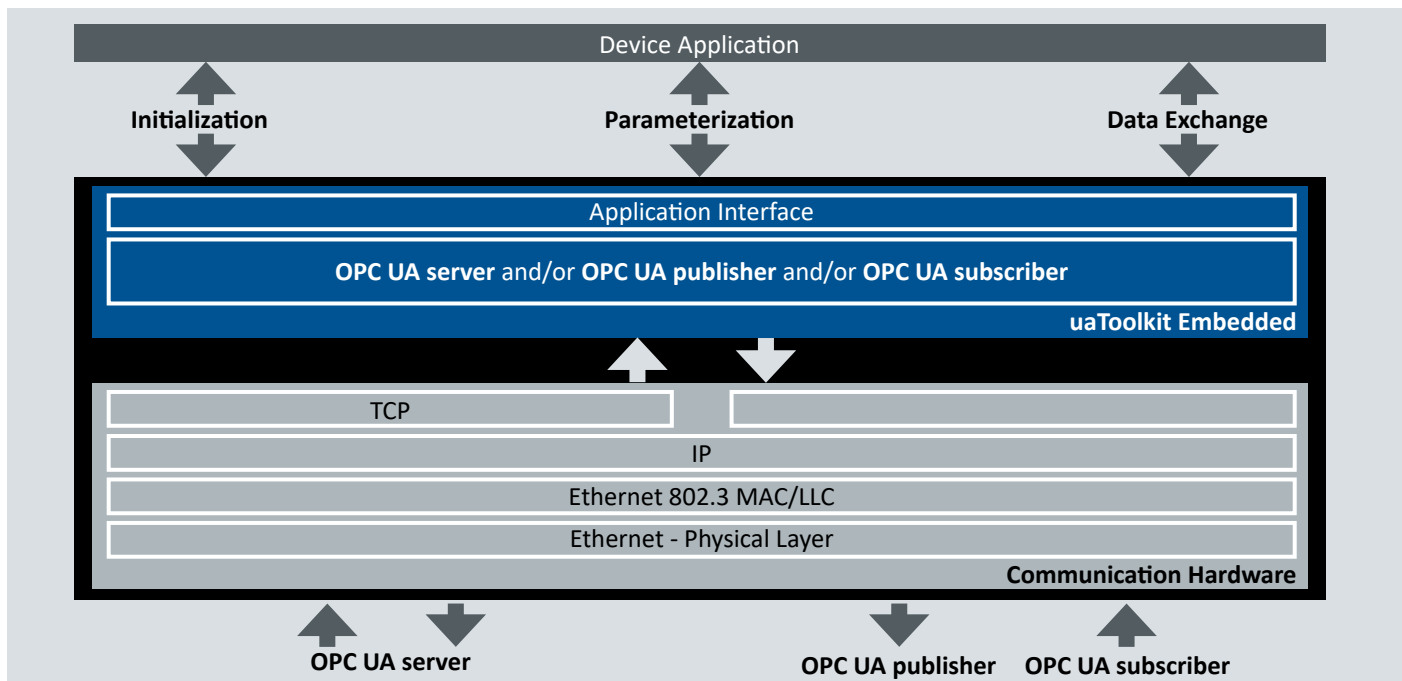 Device Application
Initialization
Parameterization
Data Exchange
Application Interface
OPC UA server and/or OPC UA publisher and/or OPC UA subscriber
uaToolkit Embedded
TCP
IP
Ethernet 802.3 MAC/LLC
Ethernet - Physical Layer
Communication Hardware
OPC UA server
OPC UA publisher
OPC UA subscriber